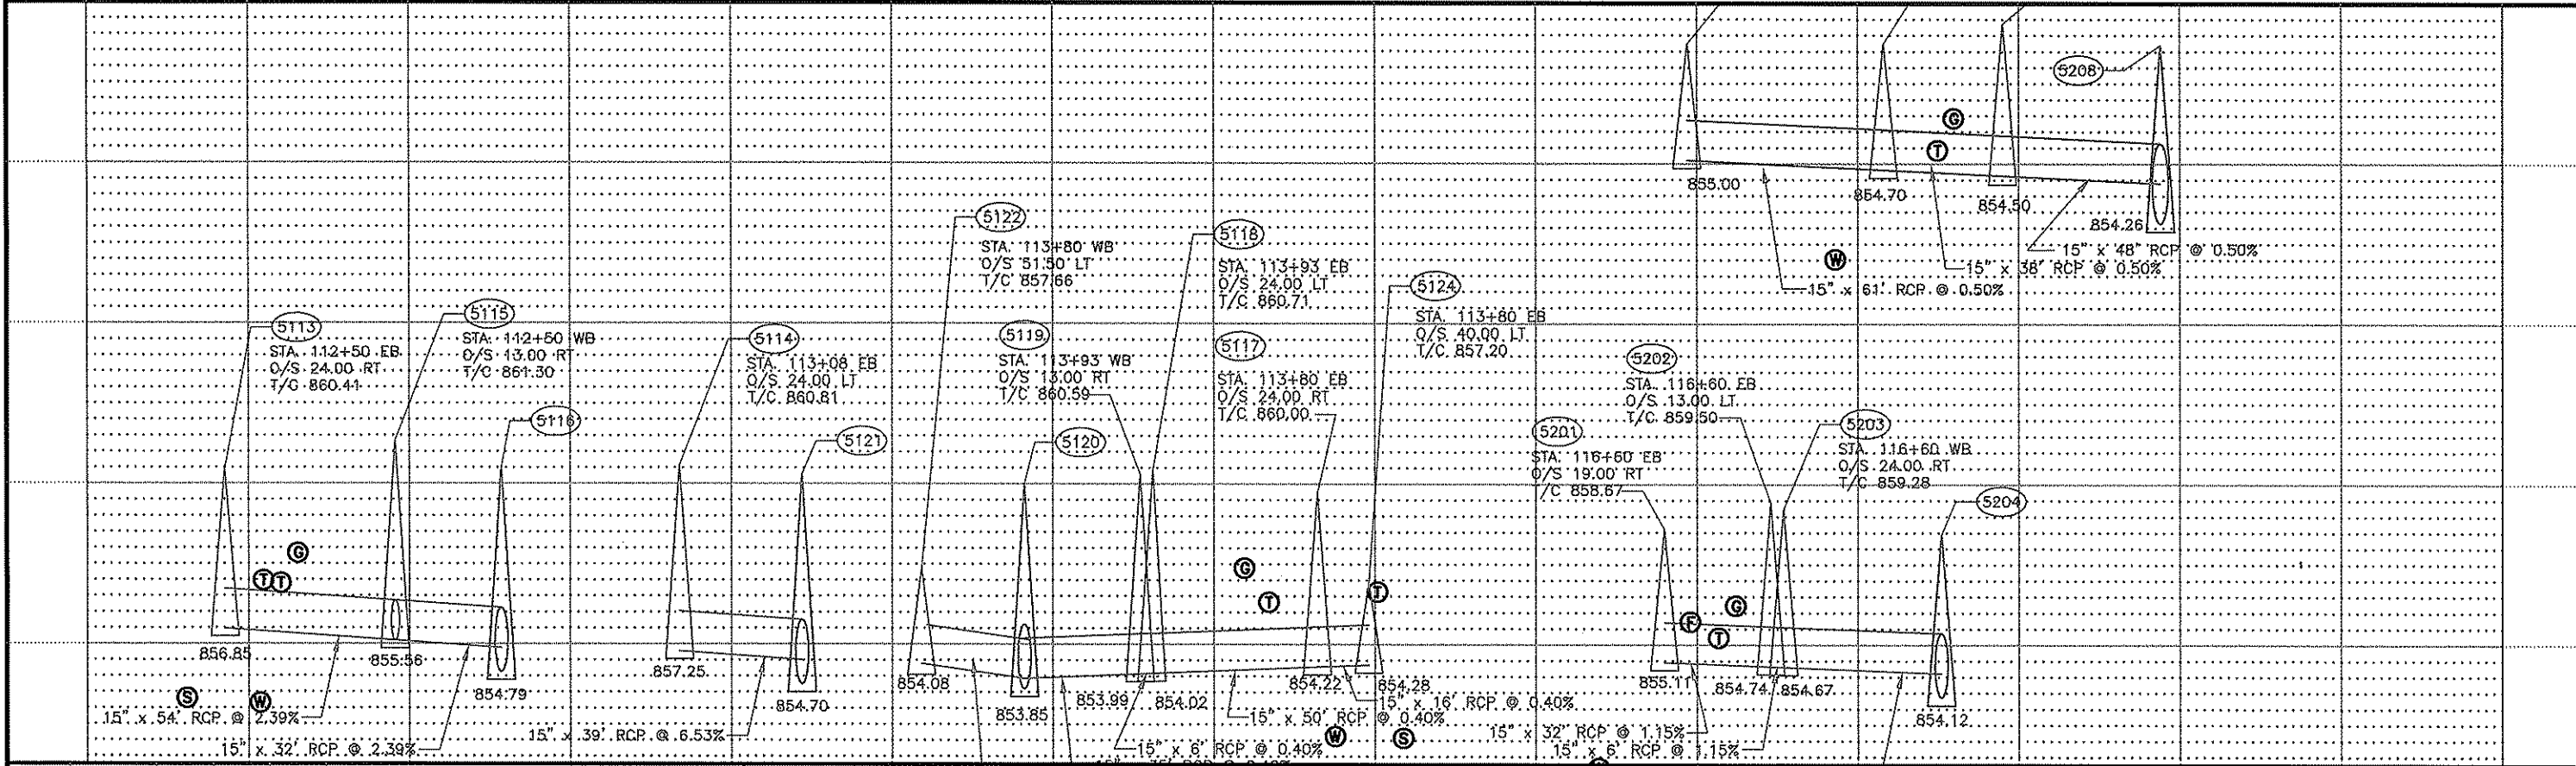 5208
855.00
854.70
854.50
854.26
15" x 48' RCP @ 0.50%
15" x 38' RCP @ 0.50%
15" x 61' RCP @ 0.50%
G
T
W
5122
STA. 113+80 WB
O/S 51.50 LT
T/C 857.66
5118
STA. 113+93 EB
O/S 24.00 LT
T/C 860.71
5124
STA. 113+80 EB
O/S 40.00 LT
T/C 857.20
5113
STA. 112+50 EB
O/S 24.00 RT
T/C 860.41
5115
STA. 112+50 WB
O/S 13.00 RT
T/C 861.30
5114
STA. 113+08 EB
O/S 24.00 LT
T/C 860.81
5119
STA. 113+93 WB
O/S 13.00 RT
T/C 860.59
5117
STA. 113+80 EB
O/S 24.00 RT
T/C 860.00
5202
STA. 116+60 EB
O/S 13.00 LT
T/C 859.50
5116
5121
5120
5201
STA. 116+60 EB
O/S 19.00 RT
T/C 858.67
5203
STA. 116+60 WB
O/S 24.00 RT
T/C 859.28
5204
G
T
T
G
T
T
F
G
T
856.85
855.56
854.79
857.25
854.70
854.08
853.85
853.99
854.02
854.22
854.28
855.11
854.74
854.67
854.12
S
W
15" x 54' RCP @ 2.39%
15" x 32' RCP @ 2.39%
15" x 39' RCP @ 6.53%
15" x 16' RCP @ 0.40%
15" x 50' RCP @ 0.40%
15" x 6' RCP @ 0.40%
W
S
15" x 32' RCP @ 1.15%
15" x 6' RCP @ 1.15%